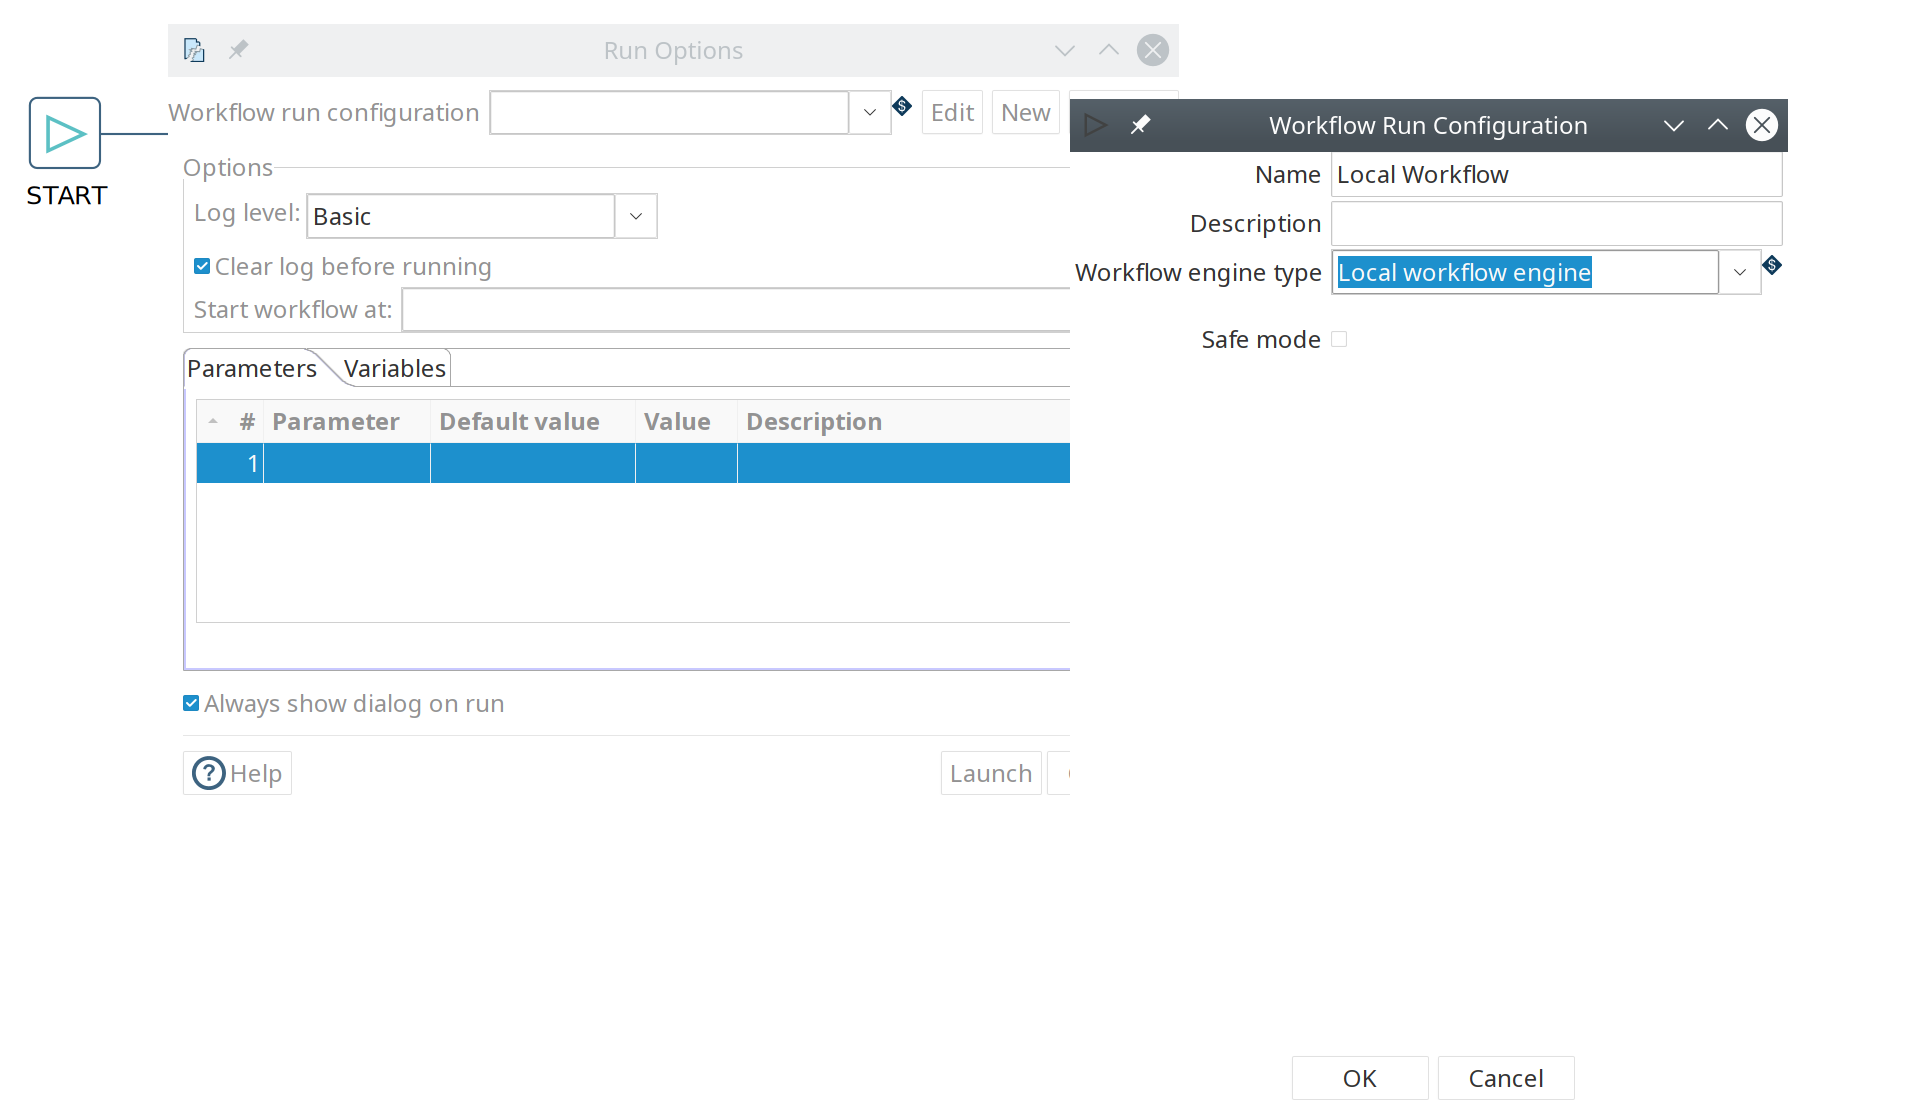 Run Options
Workflow run configuration
Edit
New
START
Options
Log level:
Basic
Clear log before running
Start workflow at:
Parameters
Variables
# Parameter Default value Value Description
1
Always show dialog on run
Help
Launch
Workflow Run Configuration
Name
Local Workflow
Description
Workflow engine type
Local workflow engine
Safe mode
OK
Cancel